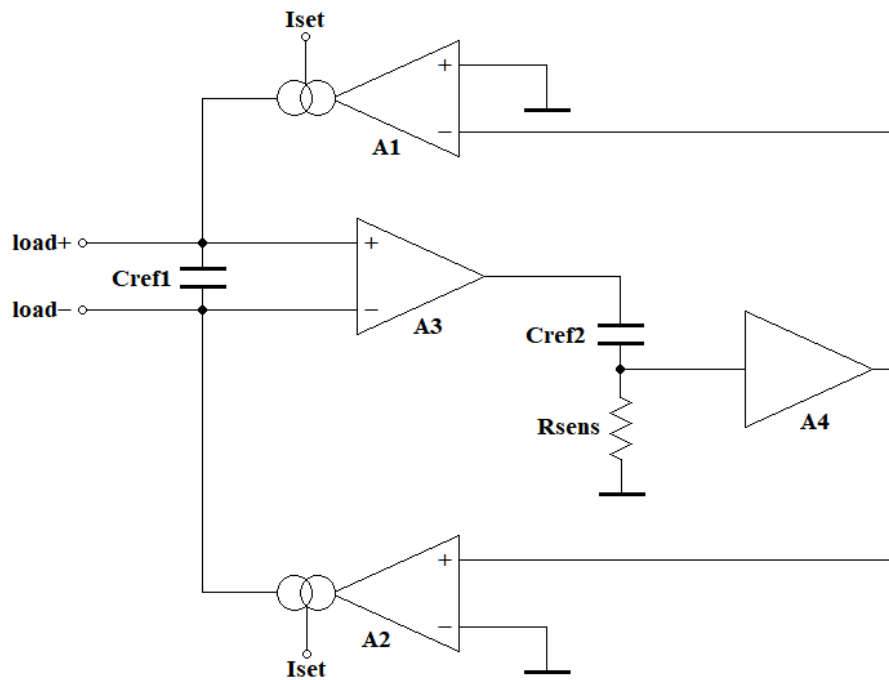 Iset
+
−
A1
load+
+
Cref1
load−
−
A3
Cref2
Rsens
A4
+
−
A2
Iset